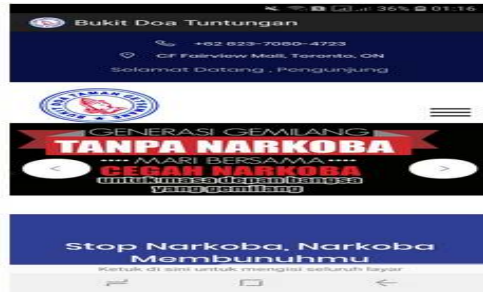 36% 01:16
Bukit Doa Tuntungan
+62 823-7080-4723
CF Fairview Mall, Toronto, ON
Selamat Datang , Pengunjung
GENERASI GEMILANG
TANPA NARKOBA
MARI BERSAMA
CEGAH NARKOBA
untuk masa depan bangsa
yang gemilang
Stop Narkoba, Narkoba
Membunuhmu
Ketuk di sini untuk mengisi seluruh layar